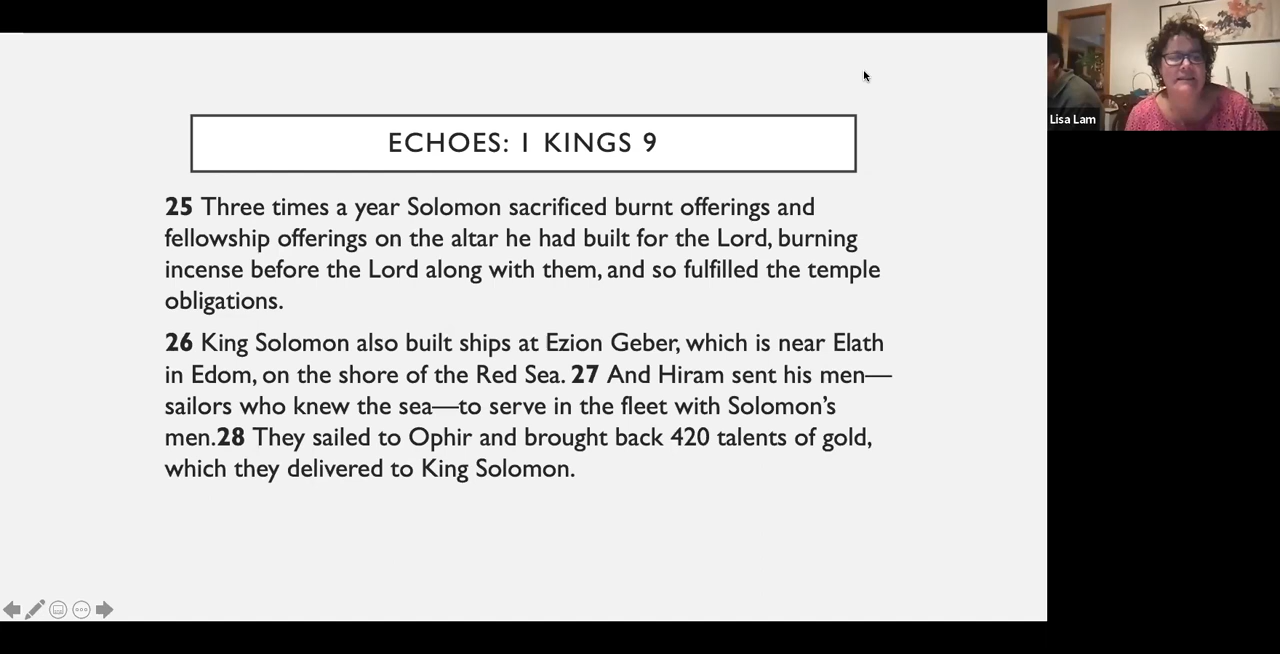 ECHOES: 1 KINGS 9
25 Three times a year Solomon sacrificed burnt offerings and
fellowship offerings on the altar he had built for the Lord, burning
incense before the Lord along with them, and so fulfilled the temple
obligations.
26 King Solomon also built ships at Ezion Geber, which is near Elath
in Edom, on the shore of the Red Sea. 27 And Hiram sent his men—
sailors who knew the sea—to serve in the fleet with Solomon’s
men.28 They sailed to Ophir and brought back 420 talents of gold,
which they delivered to King Solomon.
Lisa Lam